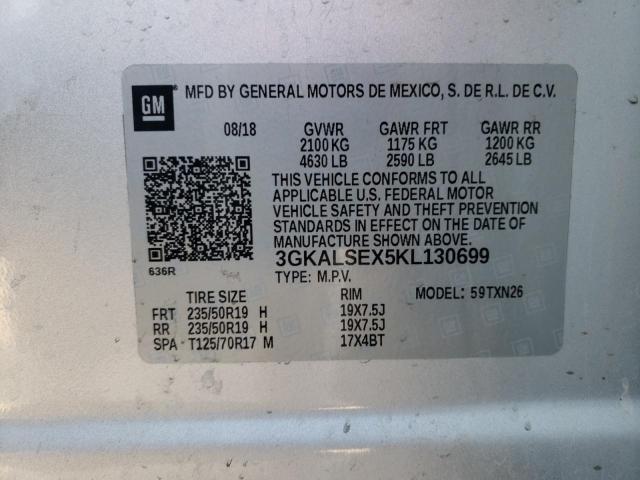 GM
MFD BY GENERAL MOTORS DE MEXICO, S. DE R.L. DE C.V.
08/18 GVWR GAWR FRT GAWR RR
2100 KG 1175 KG 1200 KG
4630 LB 2590 LB 2645 LB
THIS VEHICLE CONFORMS TO ALL
APPLICABLE U.S. FEDERAL MOTOR
VEHICLE SAFETY AND THEFT PREVENTION
STANDARDS IN EFFECT ON THE DATE OF
MANUFACTURE SHOWN ABOVE.
636R
3GKALSEX5KL130699
TYPE: M.P.V.
TIRE SIZE RIM MODEL: 59TXN26
FRT 235/50R19 H 19X7.5J
RR 235/50R19 H 19X7.5J
SPA T125/70R17 M 17X4BT